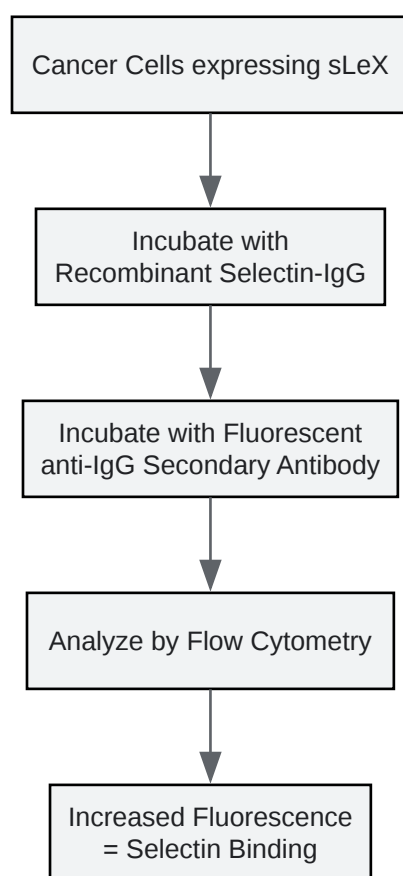 Cancer Cells expressing sLeX
Incubate with
Recombinant Selectin-IgG
Incubate with Fluorescent
anti-IgG Secondary Antibody
Analyze by Flow Cytometry
Increased Fluorescence
= Selectin Binding